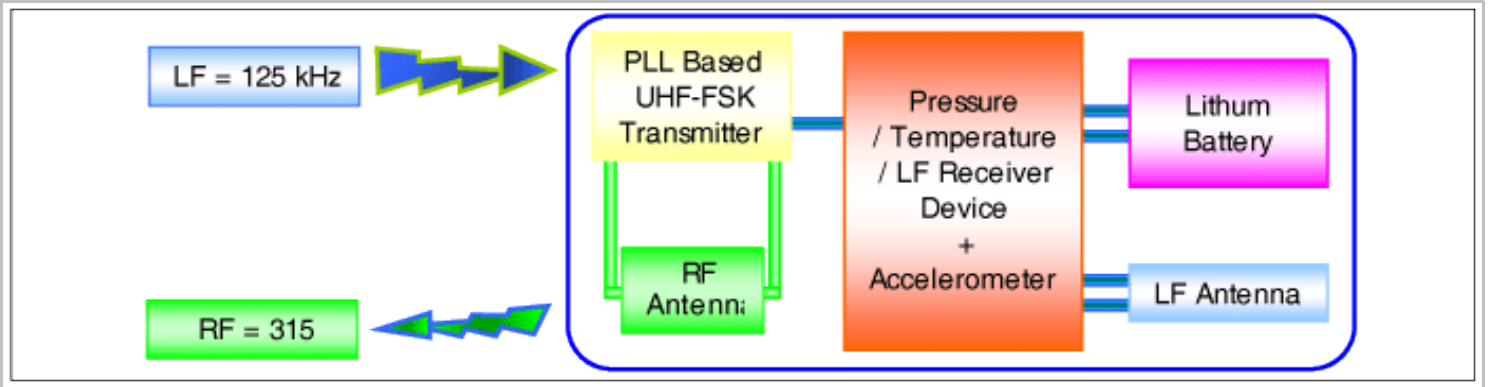 LF = 125 kHz
PLL Based
UHF-FSK
Transmitter
RF
Antenna
RF = 315
Pressure
/ Temperature
/ LF Receiver
Device
+
Accelerometer
Lithum
Battery
LF Antenna